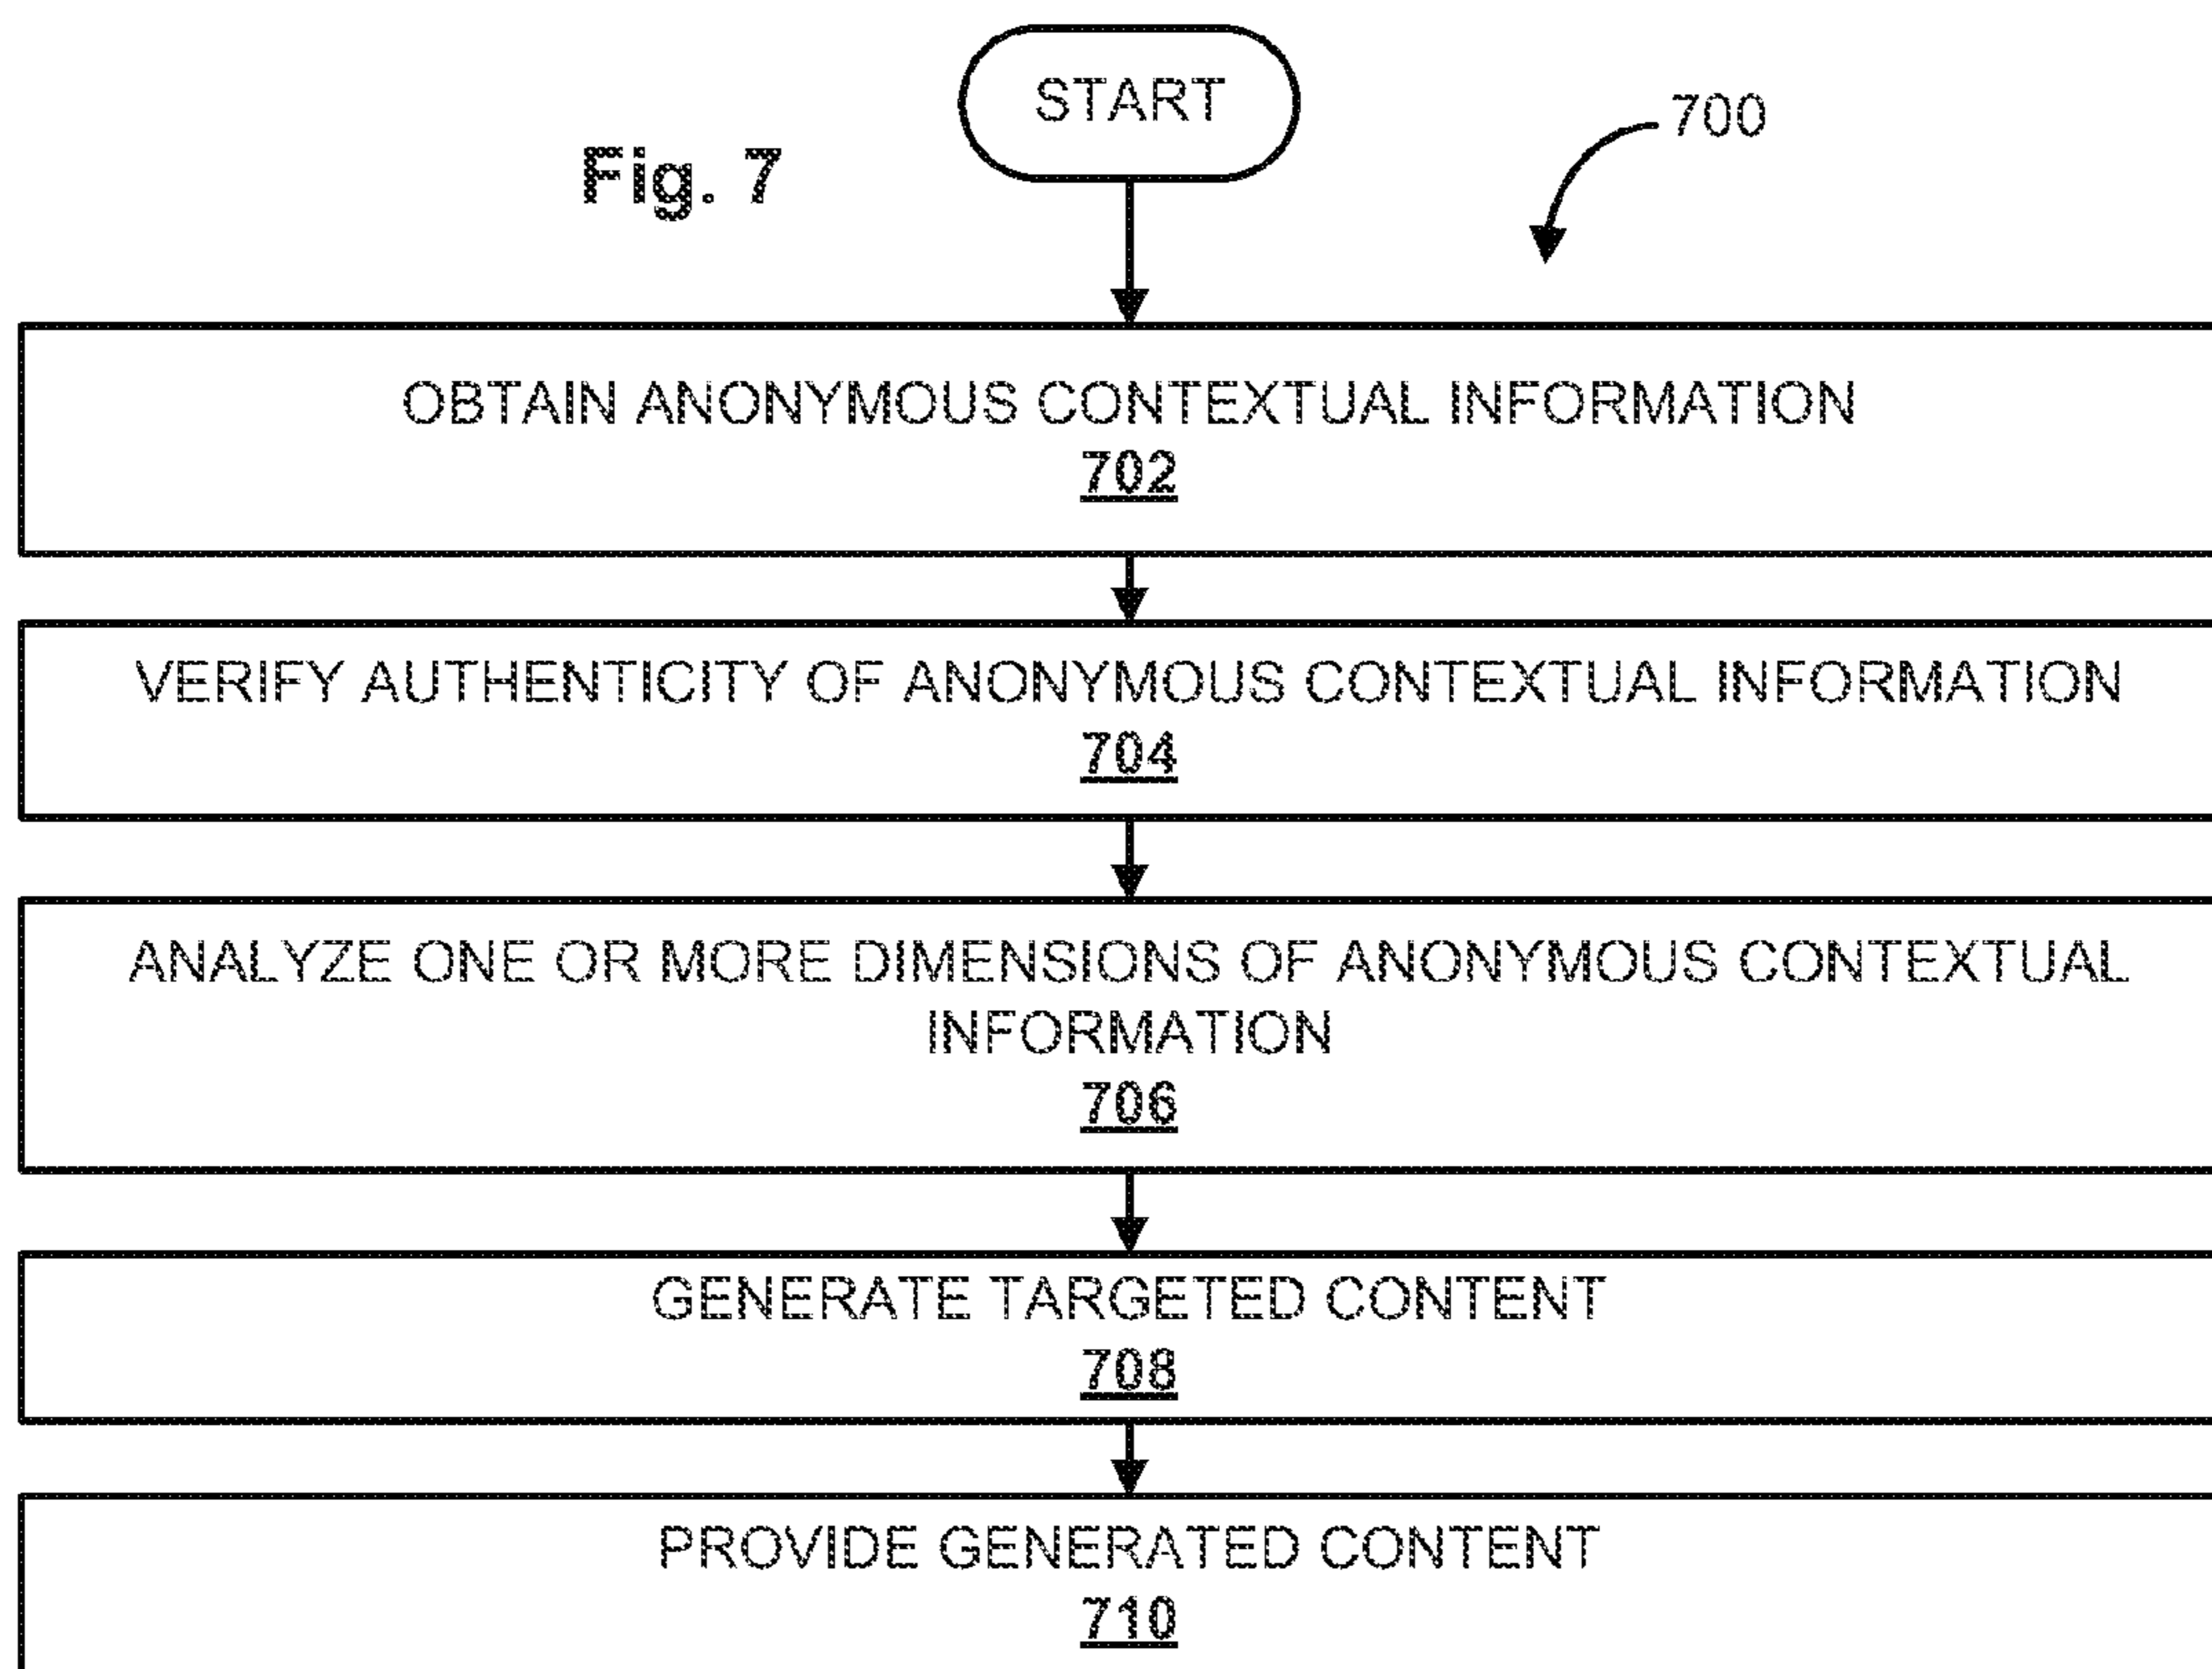 START
700
Fig. 7
OBTAIN ANONYMOUS CONTEXTUAL INFORMATION
702
VERIFY AUTHENTICITY OF ANONYMOUS CONTEXTUAL INFORMATION
704
ANALYZE ONE OR MORE DIMENSIONS OF ANONYMOUS CONTEXTUAL
INFORMATION
706
GENERATE TARGETED CONTENT
708
PROVIDE GENERATED CONTENT
710